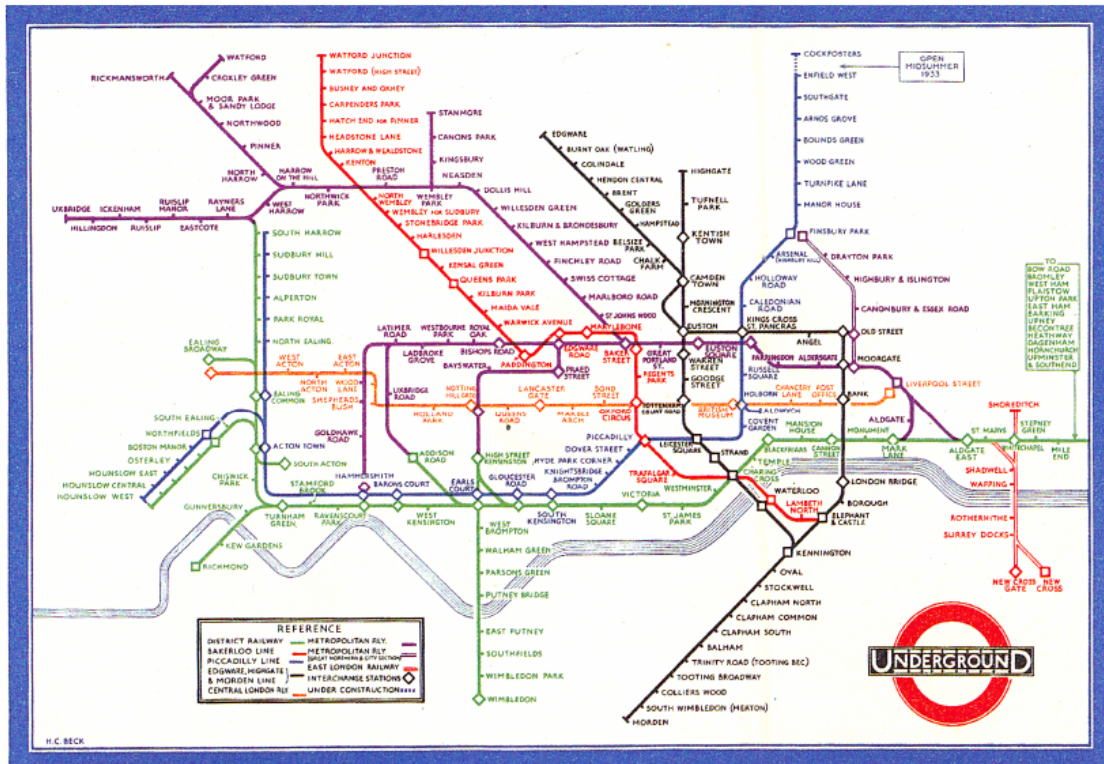 WATFORD
CROXLEY GREEN
RICKMANSWORTH
MOOR PARK
& SANDY LODGE
NORTHWOOD
PINNER
NORTH
HARROW
HARROW
ON THE HILL
WEST
HARROW
NORTHWICK
PARK
PRESTON
ROAD
WEMBLEY
PARK
UXBRIDGE
ICKENHAM
RUISLIP
MANOR
RAYNERS
LANE
HILLINGDON
RUISLIP
EASTCOTE
WATFORD JUNCTION
WATFORD (HIGH STREET)
BUSHEY AND OXHEY
CARPENDERS PARK
HATCH END FOR PINNER
HEADSTONE LANE
HARROW & WEALDSTONE
KENTON
NORTH
WEMBLEY
WEMBLEY FOR SUDBURY
STONEBRIDGE PARK
HARLESDEN
WILLESDEN JUNCTION
KENSAL GREEN
QUEENS PARK
KILBURN PARK
MAIDA VALE
WARWICK AVENUE
PADDINGTON
MARYLEBONE
STANMORE
CANONS PARK
KINGSBURY
NEASDEN
DOLLIS HILL
WILLESDEN GREEN
KILBURN & BRONDESBURY
WEST HAMPSTEAD
FINCHLEY ROAD
SWISS COTTAGE
MARLBORO ROAD
ST JOHNS WOOD
EDGWARE
BURNT OAK (WATLING)
COLINDALE
HENDON CENTRAL
BRENT
GOLDERS
GREEN
HAMPSTEAD
BELSIZE
PARK
CHALK
FARM
HIGHGATE
TUFNELL
PARK
KENTISH
TOWN
CAMDEN
TOWN
MORNINGTON
CRESCENT
EUSTON
COCKFOSTERS
OPEN
MIDSUMMER
1933
ENFIELD WEST
SOUTHGATE
ARNOS GROVE
BOUNDS GREEN
WOOD GREEN
TURNPIKE LANE
MANOR HOUSE
FINSBURY PARK
ARSENAL
(HIGHBURY HILL)
DRAYTON PARK
HOLLOWAY
ROAD
HIGHBURY & ISLINGTON
CALEDONIAN
ROAD
CANONBURY & ESSEX ROAD
KINGS CROSS
ST. PANCRAS
ANGEL
OLD STREET
TO
BOW ROAD
BROMLEY
WEST HAM
PLAISTOW
UPTON PARK
EAST HAM
BARKING
UPNEY
BECONTREE
HEATHWAY
DAGENHAM
HORNCHURCH
UPMINSTER
& SOUTHEND
SOUTH HARROW
SUDBURY HILL
SUDBURY TOWN
ALPERTON
PARK ROYAL
NORTH EALING
EALING
BROADWAY
WEST
ACTON
EAST
ACTON
NORTH
ACTON
WOOD
LANE
SHEPHERDS
BUSH
EALING
COMMON
LATIMER
ROAD
WESTBOURNE
PARK
ROYAL
OAK
LADBROKE
GROVE
BISHOPS ROAD
BAYSWATER
EDGWARE
ROAD
PRAED
STREET
BAKER
STREET
GREAT
PORTLAND ST.
REGENTS PARK
EUSTON
SQUARE
WARREN
STREET
GOODGE
STREET
FARRINGDON
ALDERSGATE
MOORGATE
LIVERPOOL STREET
RUSSELL
SQUARE
UXBRIDGE
ROAD
NOTTING
HILL GATE
LANCASTER
GATE
BOND
STREET
HOLLAND
PARK
QUEENS
ROAD
MARBLE
ARCH
OXFORD
CIRCUS
TOTTENHAM
COURT ROAD
BRITISH
MUSEUM
HOLBORN
CHANCERY
LANE
POST
OFFICE
BANK
ALDWYCH
COVENT
GARDEN
ALDGATE
SHOREDITCH
SOUTH EALING
NORTHFIELDS
BOSTON MANOR
OSTERLEY
HOUNSLOW EAST
HOUNSLOW CENTRAL
HOUNSLOW WEST
ACTON TOWN
SOUTH ACTON
CHISWICK
PARK
GUNNERSBURY
KEW GARDENS
RICHMOND
GOLDHAWK
ROAD
HAMMERSMITH
STAMFORD
BROOK
TURNHAM
GREEN
RAVENSCOURT
PARK
BARONS COURT
WEST
KENSINGTON
ADDISON
ROAD
HIGH STREET
KENSINGTON
EARLS
COURT
GLOUCESTER
ROAD
SOUTH
KENSINGTON
PICCADILLY
DOVER STREET
HYDE PARK CORNER
KNIGHTSBRIDGE
BROMPTON
ROAD
SLOANE
SQUARE
VICTORIA
ST. JAMES
PARK
WESTMINSTER
LEICESTER
SQUARE
STRAND
TRAFALGAR
SQUARE
CHARING
CROSS
TEMPLE
BLACKFRIARS
MANSION
HOUSE
CANNON
STREET
MONUMENT
MARK
LANE
ALDGATE
EAST
ST MARYS
STEPNEY
GREEN
WHITECHAPEL
MILE
END
SHADWELL
WAPPING
ROTHERHITHE
SURREY DOCKS
NEW CROSS
GATE
NEW
CROSS
WATERLOO
LAMBETH
NORTH
LONDON BRIDGE
BOROUGH
ELEPHANT
& CASTLE
KENNINGTON
OVAL
STOCKWELL
CLAPHAM NORTH
CLAPHAM COMMON
CLAPHAM SOUTH
BALHAM
TRINITY ROAD (TOOTING BEC)
TOOTING BROADWAY
COLLIERS WOOD
SOUTH WIMBLEDON (MERTON)
MORDEN
WEST
BROMPTON
WALHAM GREEN
PARSONS GREEN
PUTNEY BRIDGE
EAST PUTNEY
SOUTHFIELDS
WIMBLEDON PARK
WIMBLEDON
REFERENCE
DISTRICT RAILWAY
METROPOLITAN RLY.
BAKERLOO LINE
METROPOLITAN RLY
(GREAT NORTHERN & CITY SECTION)
PICCADILLY LINE
EAST LONDON RAILWAY
EDGWARE, HIGHGATE
& MORDEN LINE
INTERCHANGE STATIONS
CENTRAL LONDON RLY.
UNDER CONSTRUCTION
UNDERGROUND
H.C. BECK